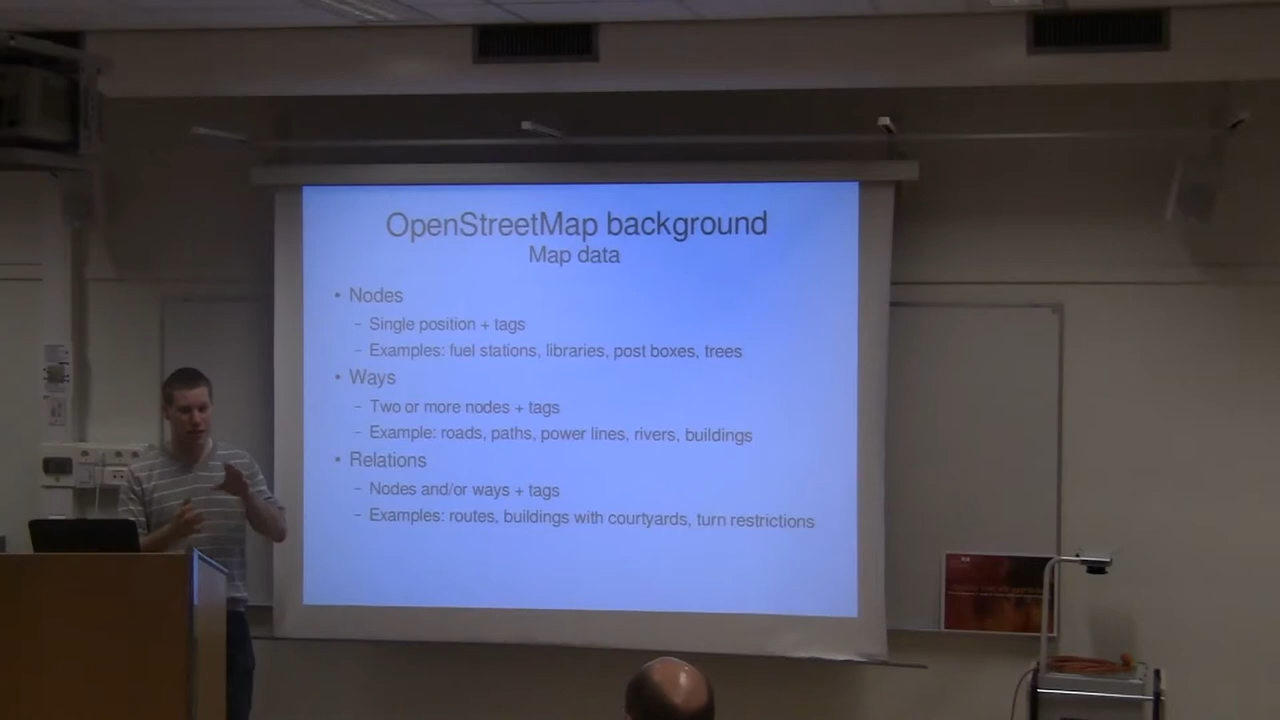 OpenStreetMap background
Map data
• Nodes
– Single position + tags
– Examples: fuel stations, libraries, post boxes, trees
• Ways
– Two or more nodes + tags
– Example: roads, paths, power lines, rivers, buildings
• Relations
– Nodes and/or ways + tags
– Examples: routes, buildings with courtyards, turn restrictions